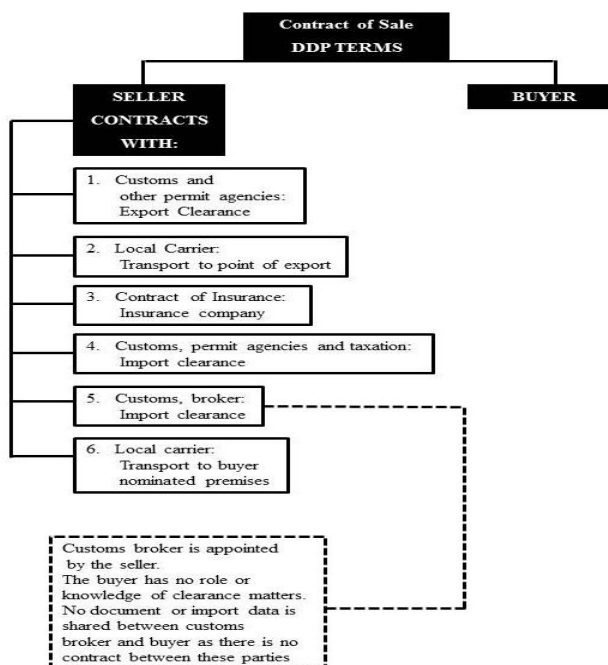 Contract of Sale
DDP TERMS
SELLER
CONTRACTS
WITH:
BUYER
1. Customs and
other permit agencies:
Export Clearance
2. Local Carrier:
Transport to point of export
3. Contract of Insurance:
Insurance company
4. Customs, permit agencies and taxation:
Import clearance
5. Customs, broker:
Import clearance
6. Local carrier:
Transport to buyer
nominated premises
Customs broker is appointed
by the seller.
The buyer has no role or
knowledge of clearance matters.
No document or import data is
shared between customs
broker and buyer as there is no
contract between these parties